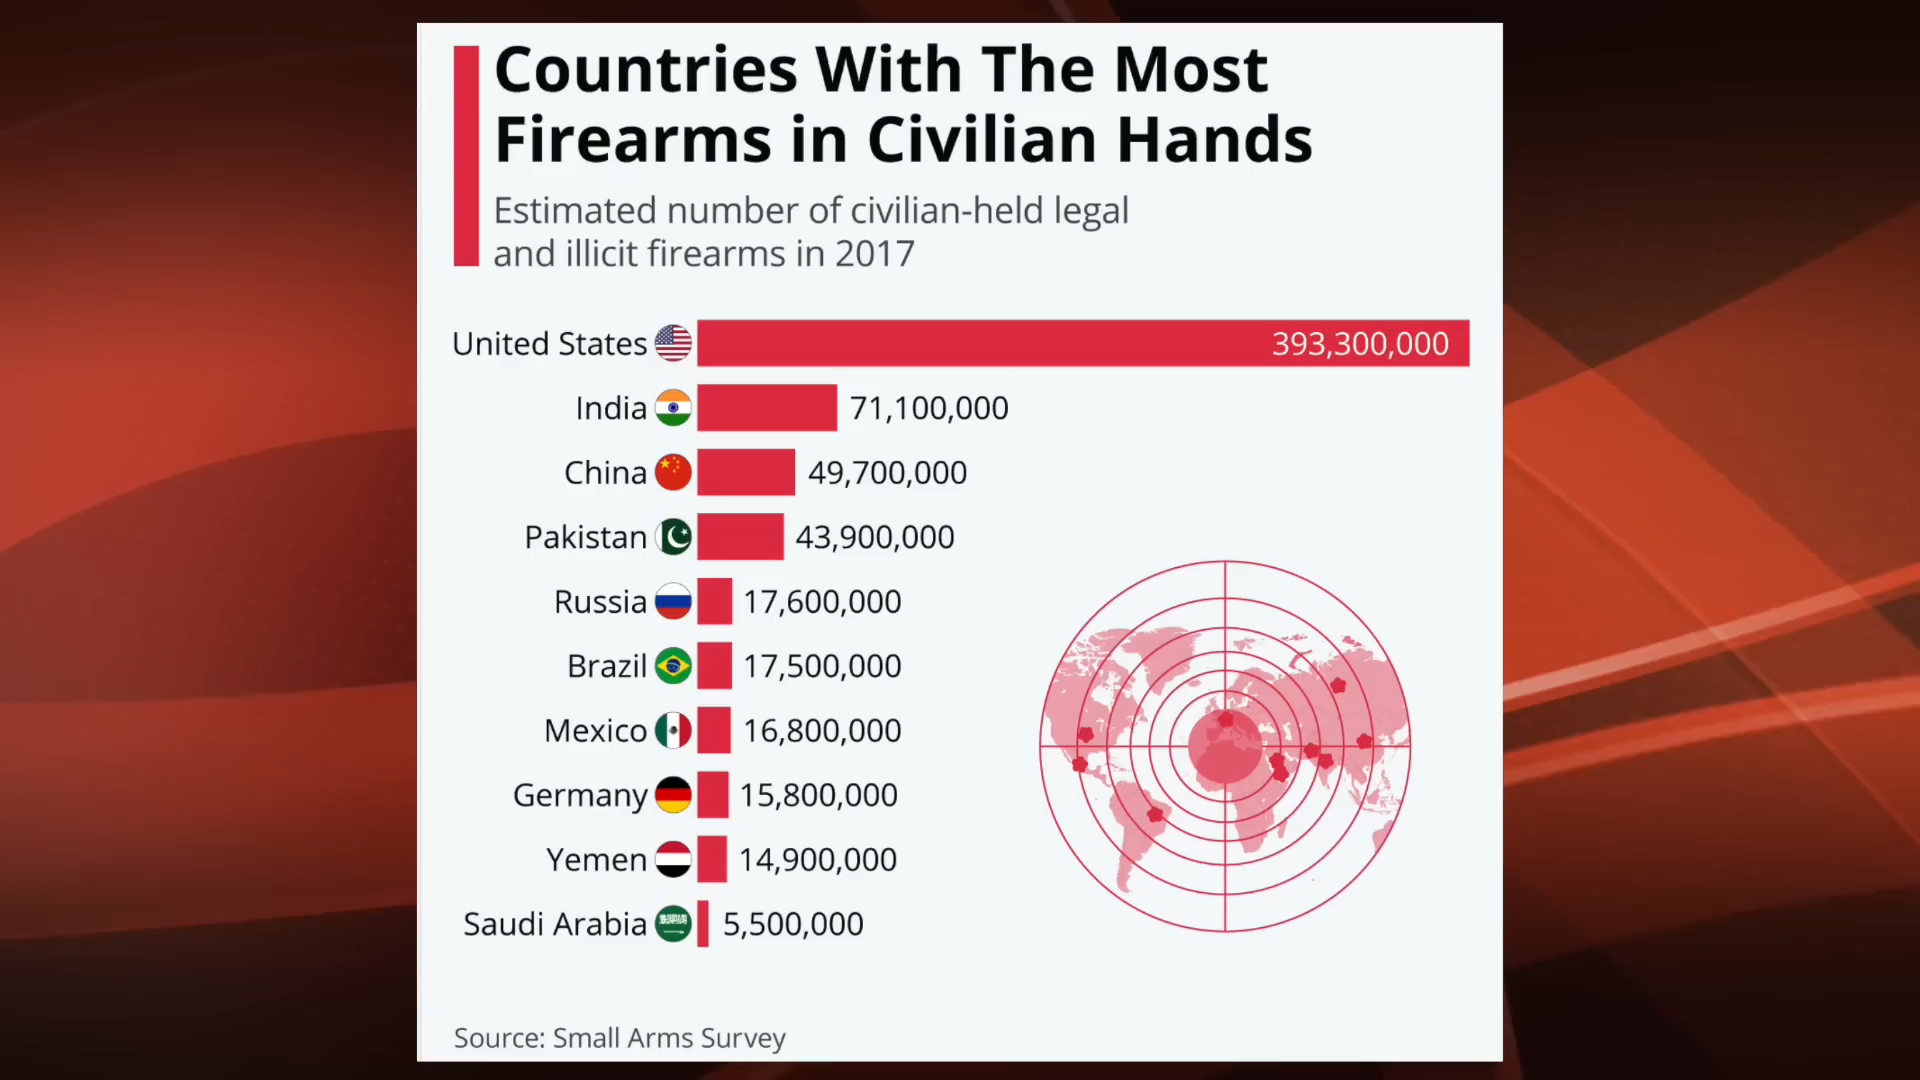 Countries With The Most
Firearms in Civilian Hands
Estimated number of civilian-held legal
and illicit firearms in 2017
United States 393,300,000
India 71,100,000
China 49,700,000
Pakistan 43,900,000
Russia 17,600,000
Brazil 17,500,000
Mexico 16,800,000
Germany 15,800,000
Yemen 14,900,000
Saudi Arabia 5,500,000
Source: Small Arms Survey